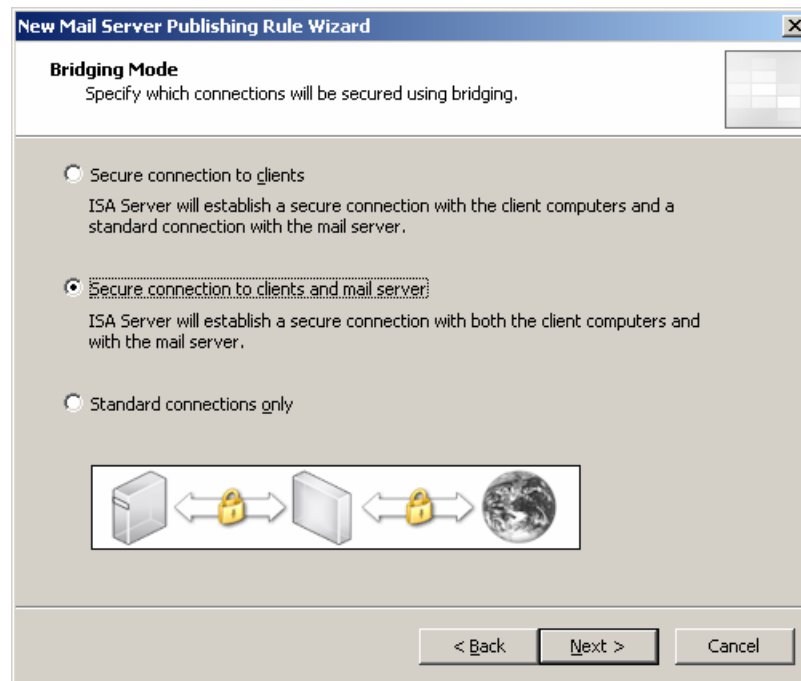 New Mail Server Publishing Rule Wizard
Bridging Mode
Specify which connections will be secured using bridging.
Secure connection to clients
ISA Server will establish a secure connection with the client computers and a
standard connection with the mail server.
Secure connection to clients and mail server
ISA Server will establish a secure connection with both the client computers and
with the mail server.
Standard connections only
< Back
Next >
Cancel